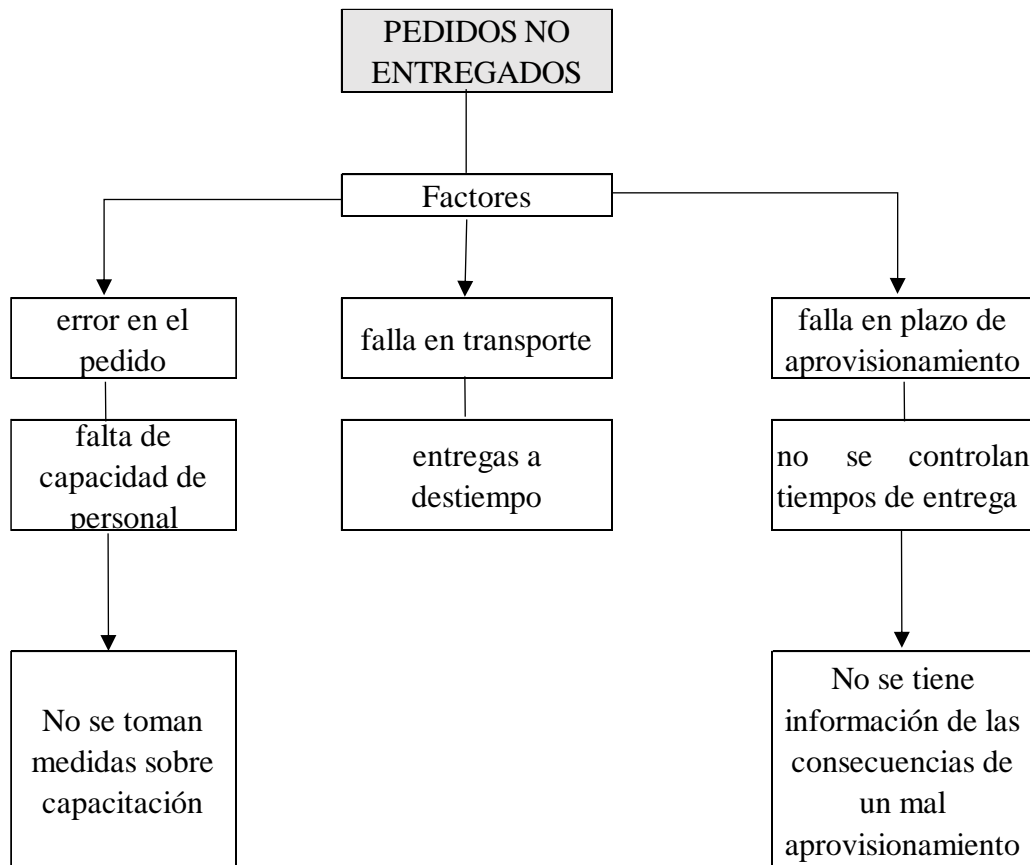 PEDIDOS NO
ENTREGADOS
Factores
error en el
pedido
falla en transporte
falla en plazo de
aprovisionamiento
falta de
capacidad de
personal
entregas a
destiempo
no se controlan
tiempos de entrega
No se toman
medidas sobre
capacitación
No se tiene
información de las
consecuencias de
un mal
aprovisionamiento